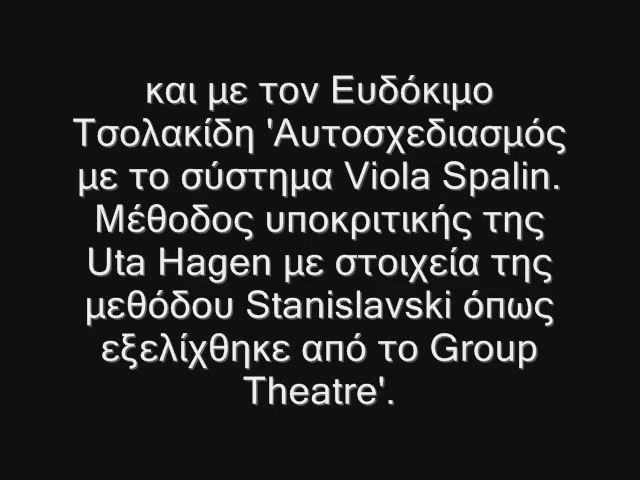 και με τον Ευδόκιμο
Τσολακίδη 'Αυτοσχεδιασμός
με το σύστημα Viola Spalin.
Μέθοδος υποκριτικής της
Uta Hagen με στοιχεία της
μεθόδου Stanislavski όπως
εξελίχθηκε από το Group
Theatre'.